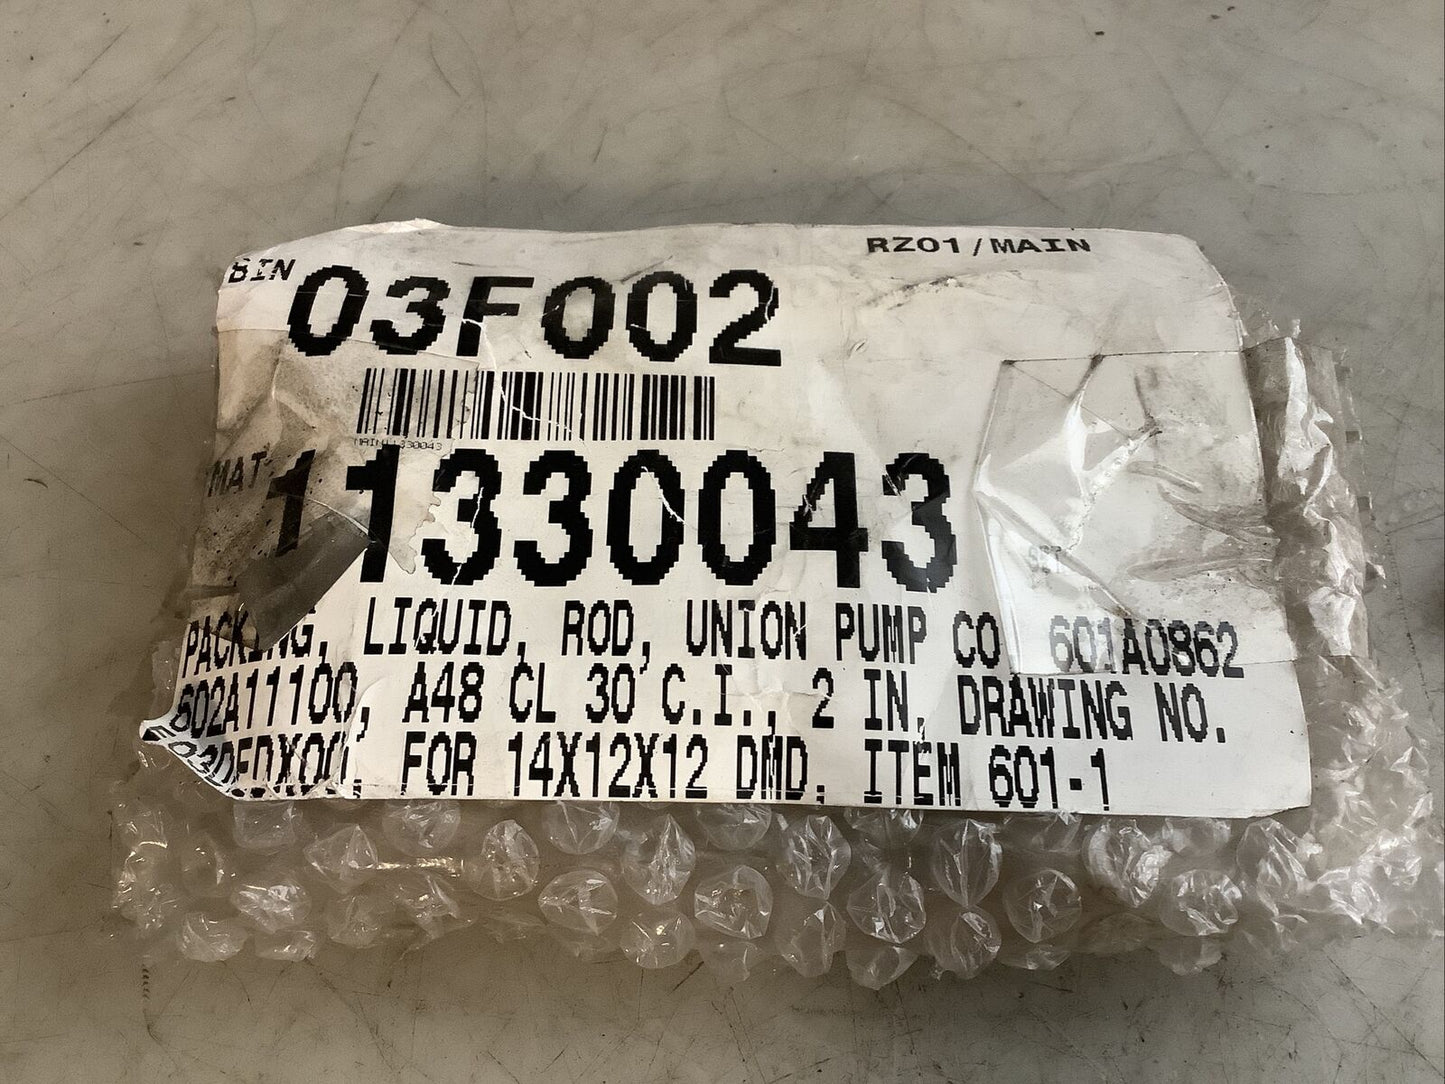 RZ01/MAIN
BIN 03F002
MAIN11330043
MAT 11330043
PACKING, LIQUID, ROD, UNION PUMP CO 601A0862
602A11100, A48 CL 30 C.I., 2 IN, DRAWING NO.
FOR 14X12X12 DMD, ITEM 601-1